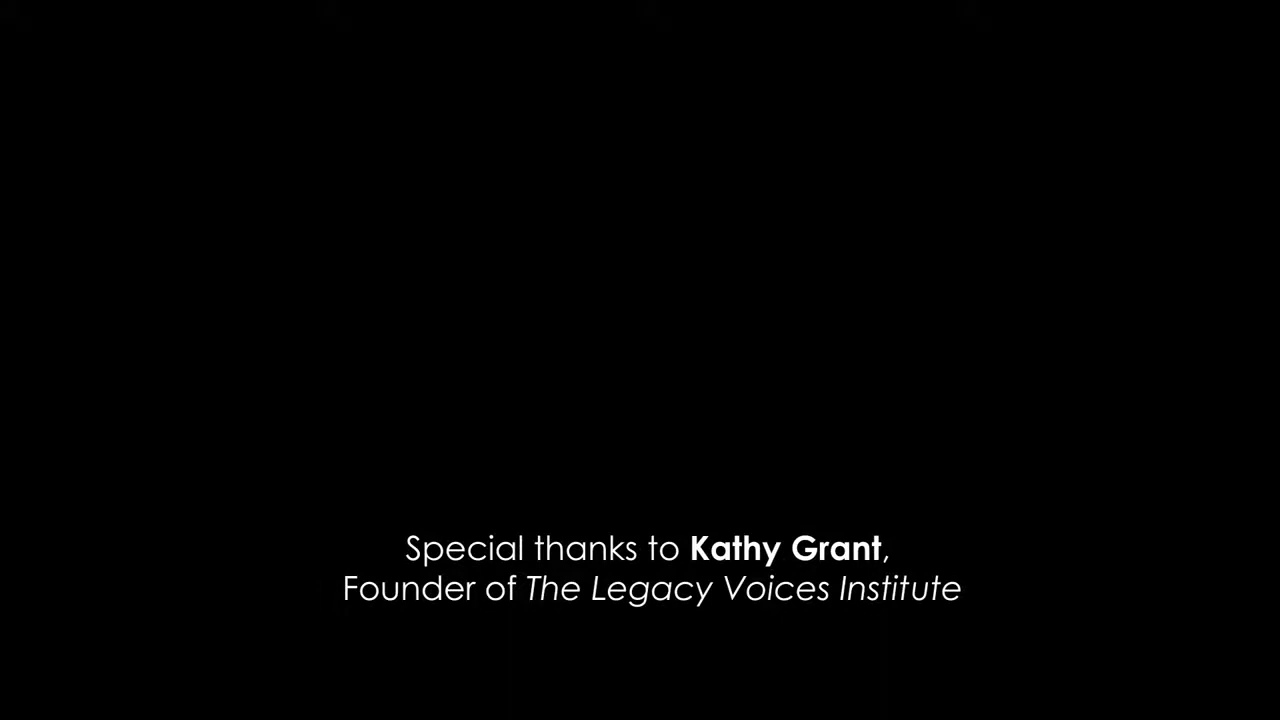 Special thanks to Kathy Grant,
Founder of The Legacy Voices Institute